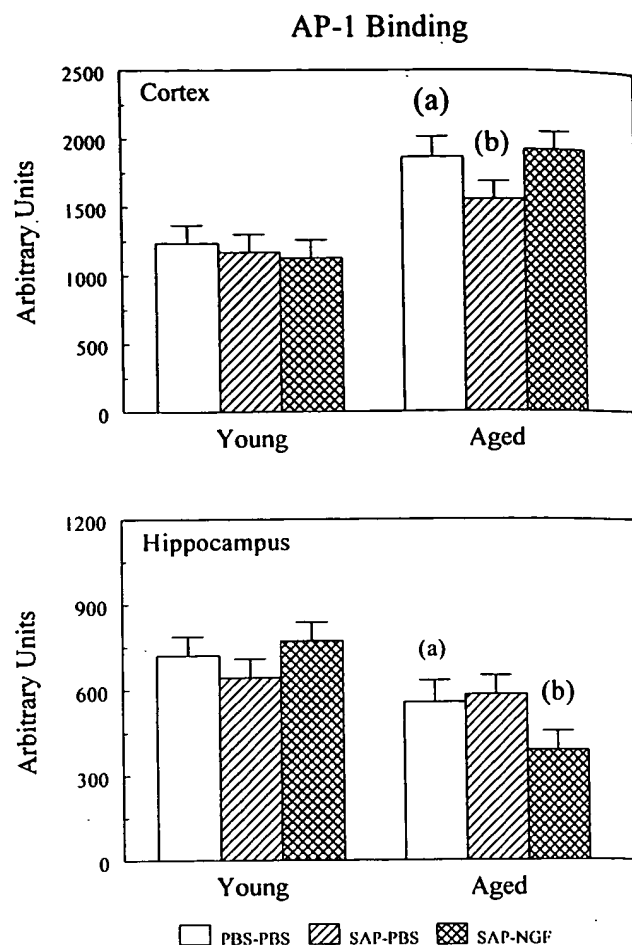 AP-1 Binding
2500
2000
1500
1000
500
0
Arbitrary Units
Cortex
(a)
(b)
Young
Aged
1200
900
600
300
0
Arbitrary Units
Hippocampus
(a)
(b)
Young
Aged
PBS-PBS SAP-PBS SAP-NGF